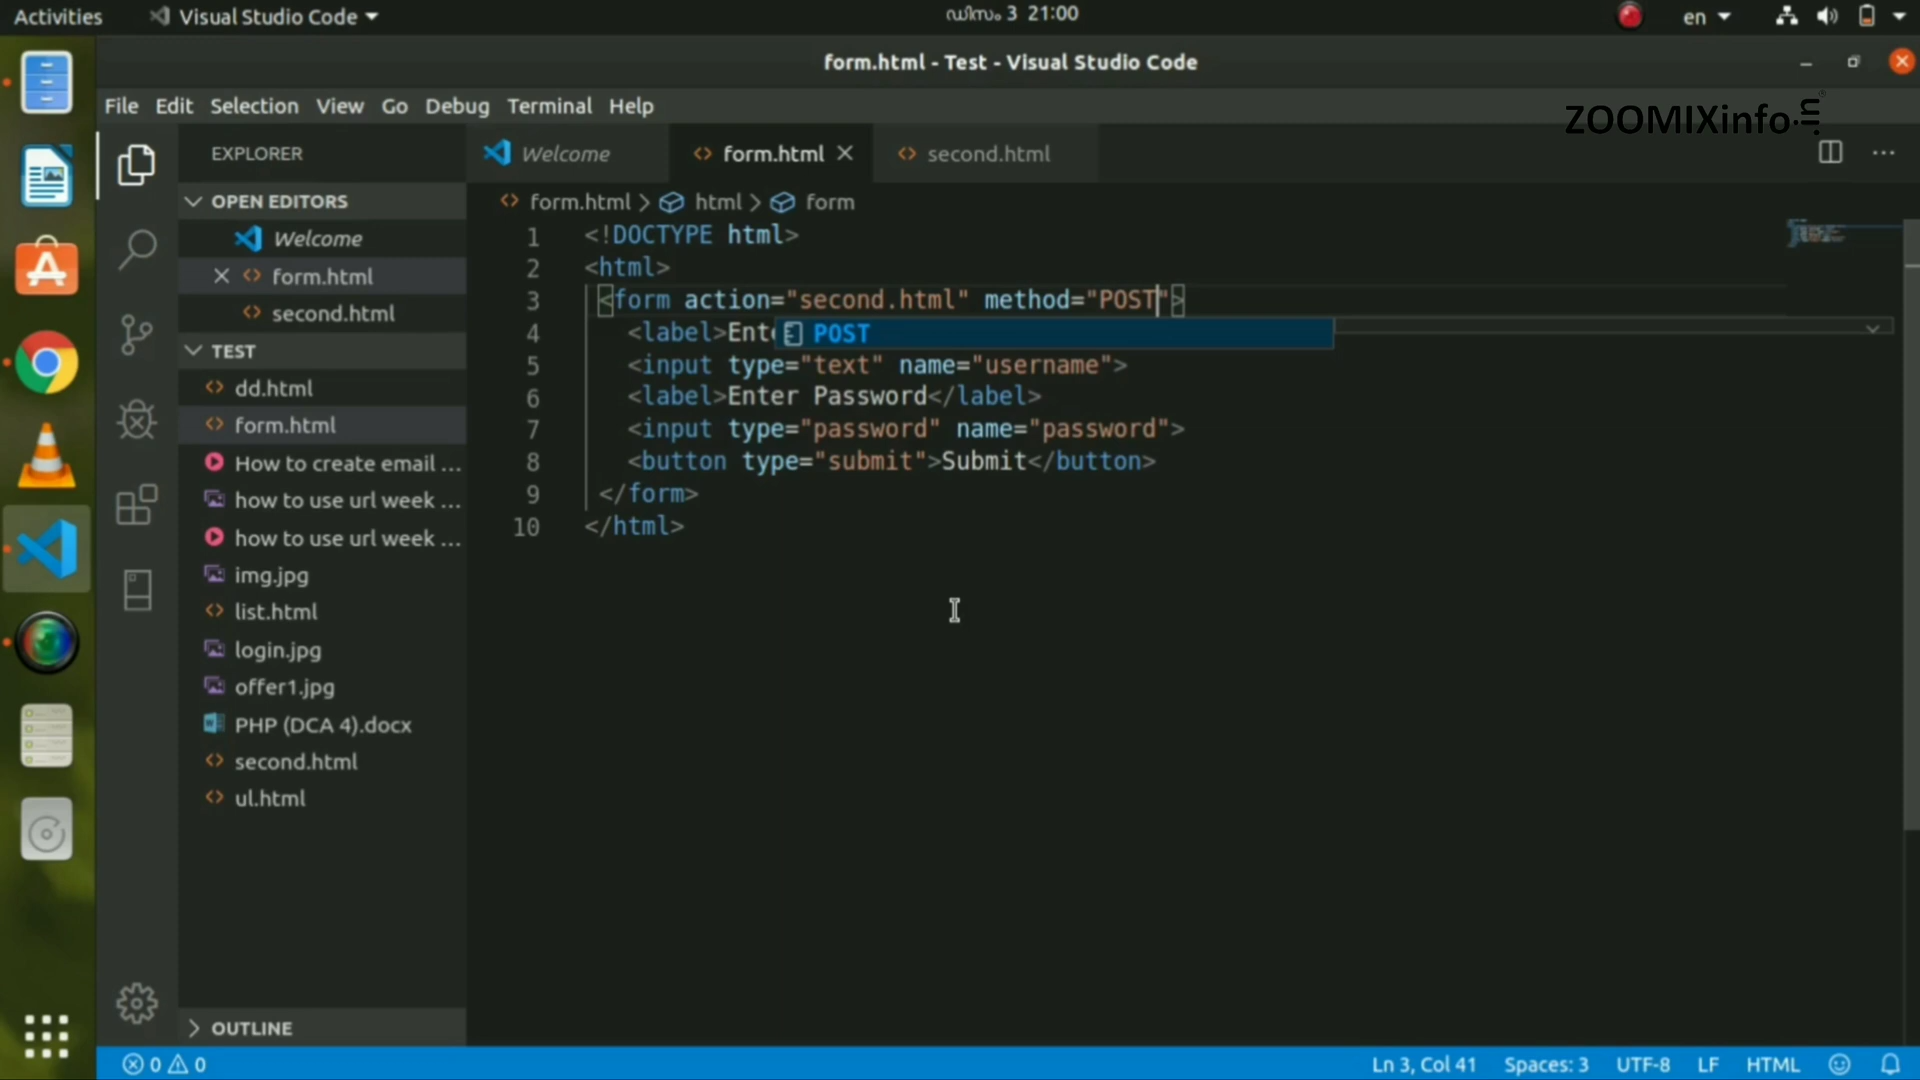 Activities
Visual Studio Code
ഡിസം 3 21:00
en
form.html - Test - Visual Studio Code
File Edit Selection View Go Debug Terminal Help
ZOOMIXinfo.in
EXPLORER
Welcome
form.html
second.html
OPEN EDITORS
Welcome
form.html
second.html
TEST
dd.html
form.html
How to create email ...
how to use url week ...
how to use url week ...
img.jpg
list.html
login.jpg
offer1.jpg
PHP (DCA 4).docx
second.html
ul.html
OUTLINE
form.html > html > form
1 <!DOCTYPE html>
2 <html>
3 <form action="second.html" method="POST">
4 <label>Ent
POST
5 <input type="text" name="username">
6 <label>Enter Password</label>
7 <input type="password" name="password">
8 <button type="submit">Submit</button>
9 </form>
10 </html>
0 0
Ln 3, Col 41 Spaces: 3 UTF-8 LF HTML